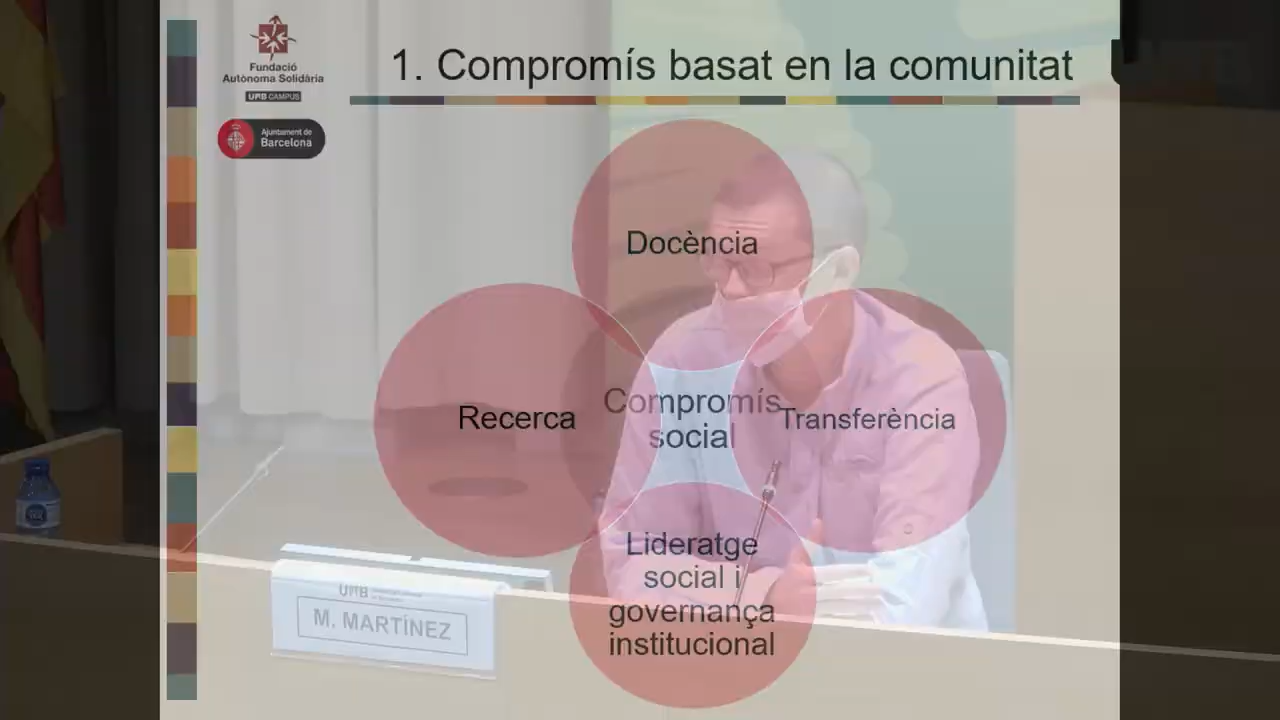 Fundació
Autònoma Solidària
UAB CAMPUS
Ajuntament de
Barcelona
1. Compromís basat en la comunitat
Docència
Recerca
Compromís
social
Transferència
Lideratge
social i
governança
institucional
UAB
M. MARTÍNEZ